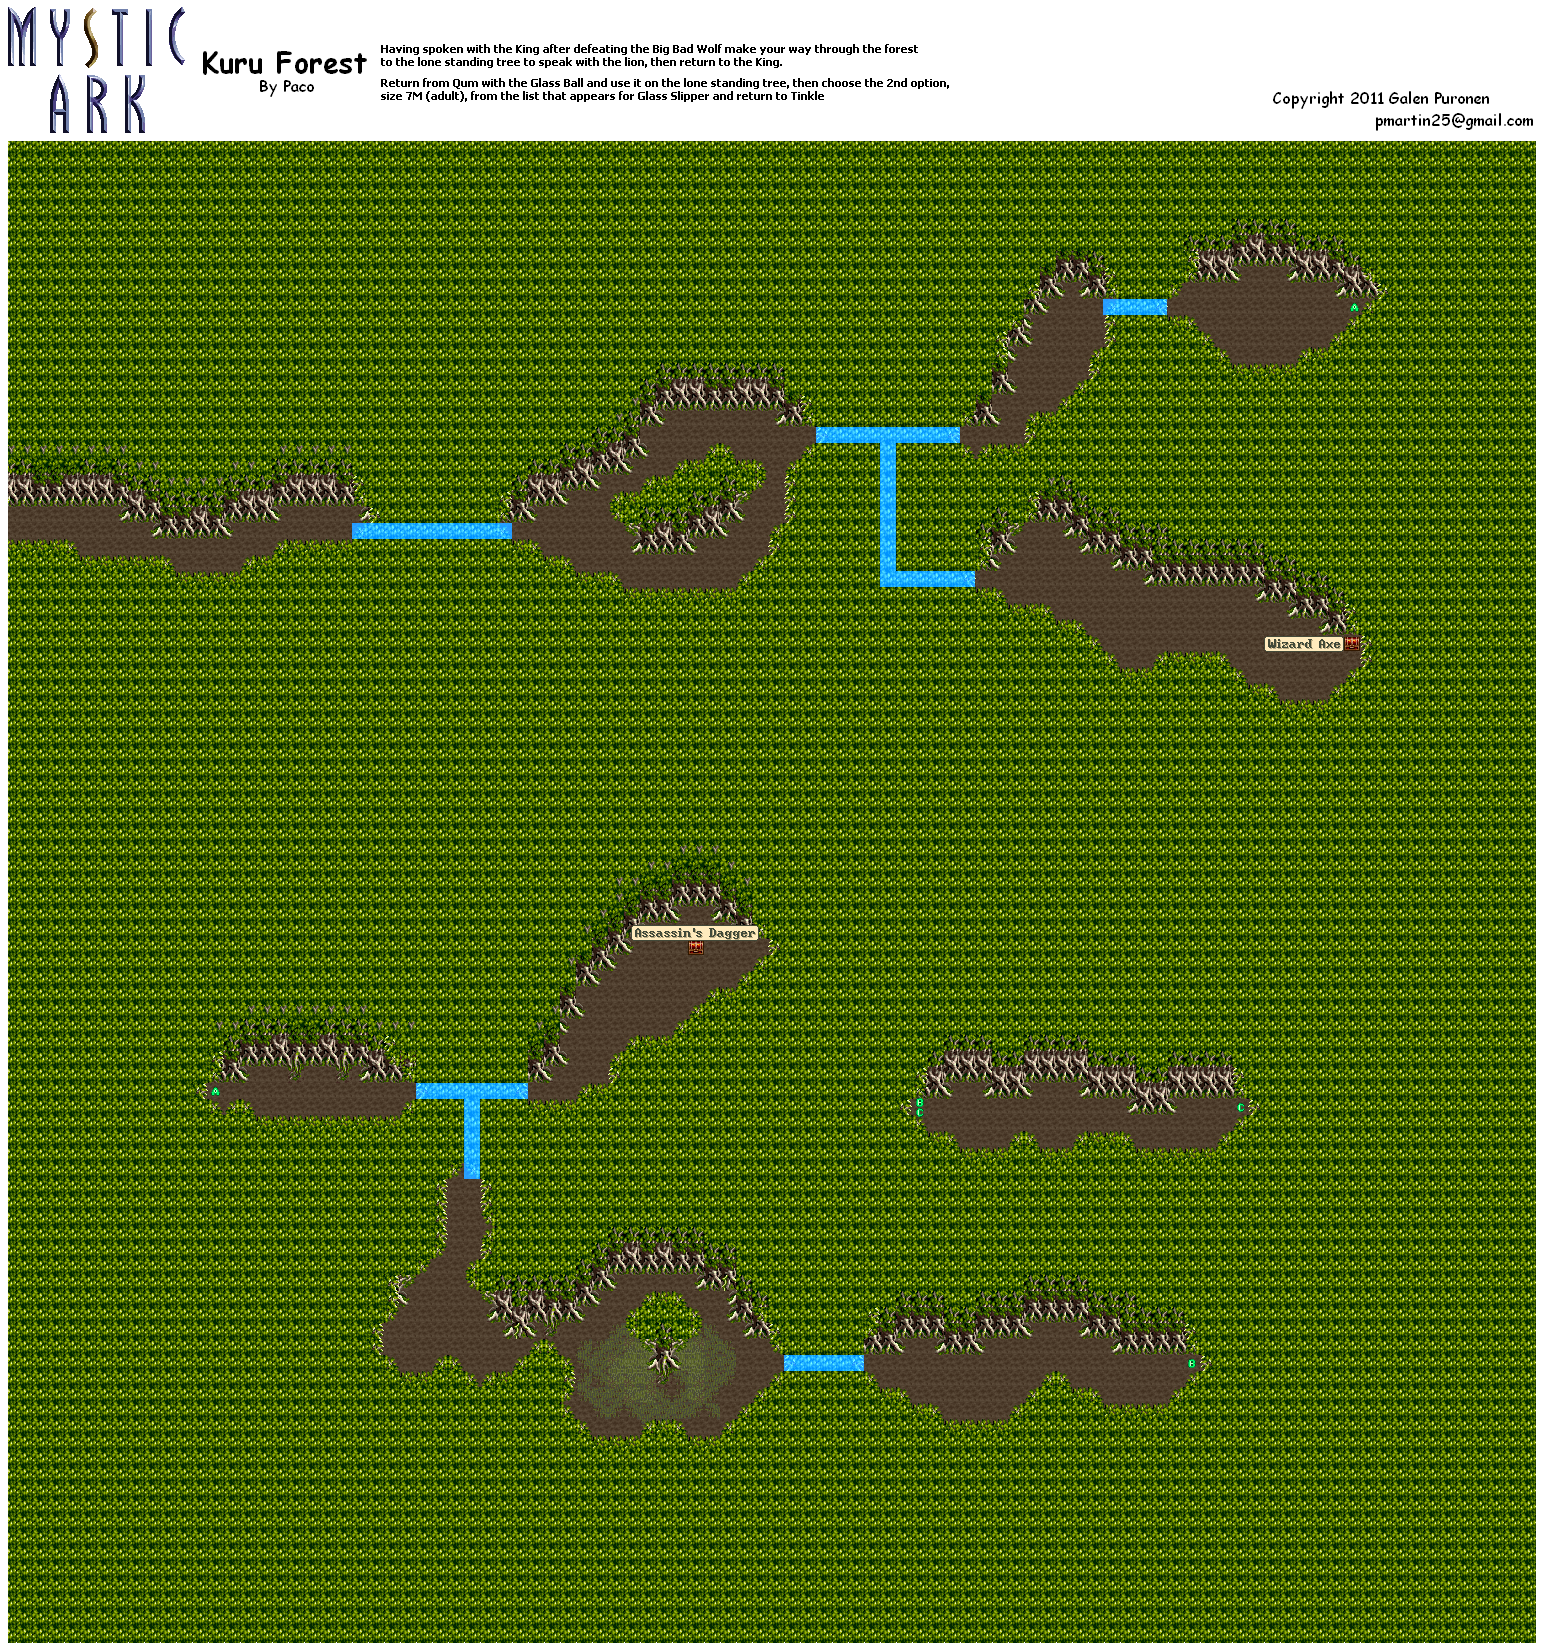 MYSTIC
ARK
Kuru Forest
By Paco
Having spoken with the King after defeating the Big Bad Wolf make your way through the forest
to the lone standing tree to speak with the lion, then return to the King.
Return from Qum with the Glass Ball and use it on the lone standing tree, then choose the 2nd option,
size 7M (adult), from the list that appears for Glass Slipper and return to Tinkle
Copyright 2011 Galen Puronen
pmartin25@gmail.com
A
Wizard Axe
Assassin's Dagger
A
B
C
C
B